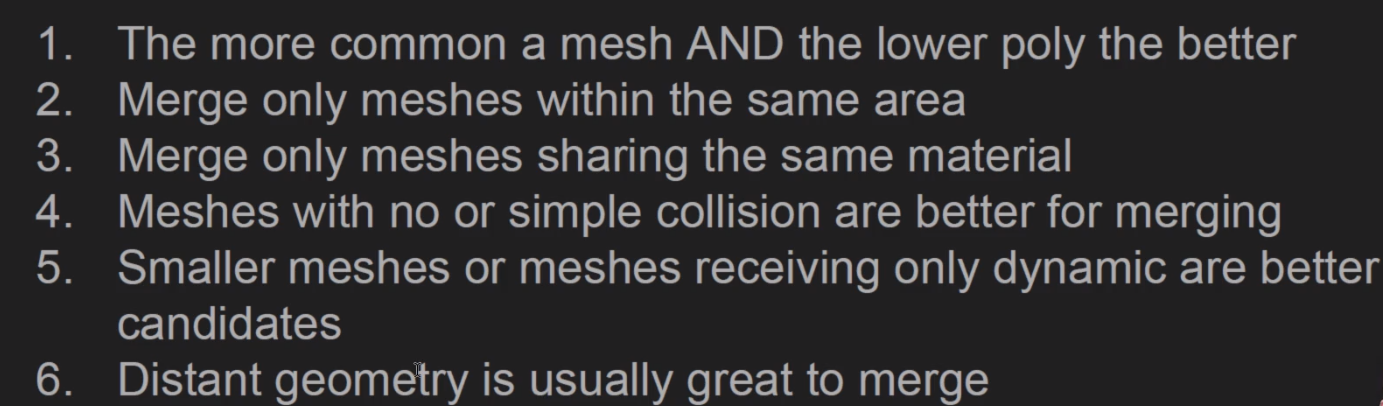 1. The more common a mesh AND the lower poly the better
2. Merge only meshes within the same area
3. Merge only meshes sharing the same material
4. Meshes with no or simple collision are better for merging
5. Smaller meshes or meshes receiving only dynamic are better
candidates
6. Distant geometry is usually great to merge